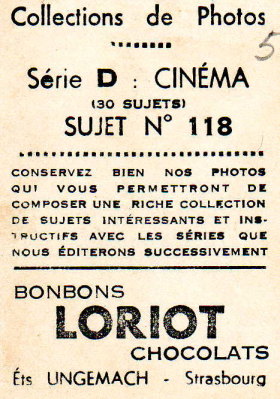 Collections de Photos
5
Série D : CINÉMA
(30 SUJETS)
SUJET N° 118
CONSERVEZ BIEN NOS PHOTOS
QUI VOUS PERMETTRONT DE
COMPOSER UNE RICHE COLLECTION
DE SUJETS INTÉRESSANTS ET INS-
TRUCTIFS AVEC LES SÉRIES QUE
NOUS ÉDITERONS SUCCESSIVEMENT
BONBONS
LORIOT
CHOCOLATS
Éts UNGEMACH - Strasbourg